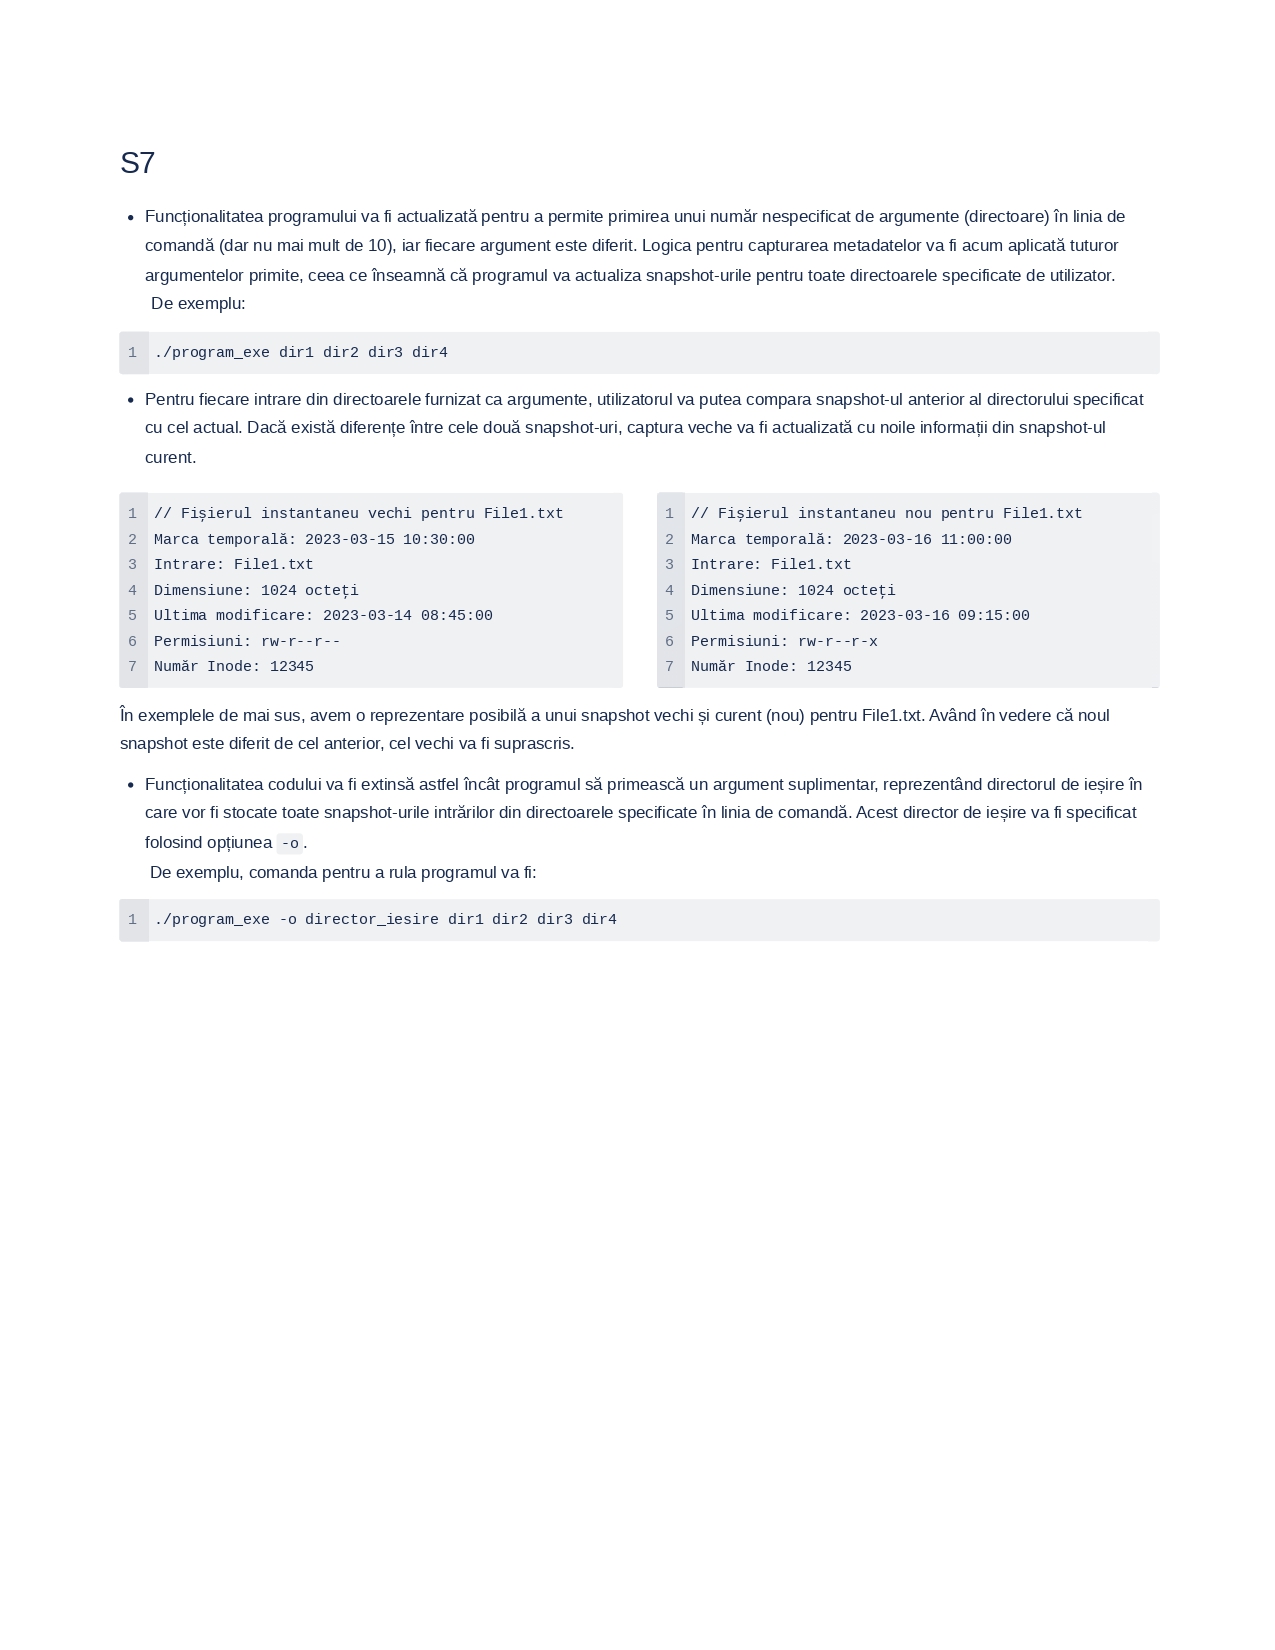 S7
• Funcționalitatea programului va fi actualizată pentru a permite primirea unui număr nespecificat de argumente (directoare) în linia de
comandă (dar nu mai mult de 10), iar fiecare argument este diferit. Logica pentru capturarea metadatelor va fi acum aplicată tuturor
argumentelor primite, ceea ce înseamnă că programul va actualiza snapshot-urile pentru toate directoarele specificate de utilizator.
De exemplu:
1 ./program_exe dir1 dir2 dir3 dir4
• Pentru fiecare intrare din directoarele furnizat ca argumente, utilizatorul va putea compara snapshot-ul anterior al directorului specificat
cu cel actual. Dacă există diferențe între cele două snapshot-uri, captura veche va fi actualizată cu noile informații din snapshot-ul
curent.
1 // Fișierul instantaneu vechi pentru File1.txt
2 Marca temporală: 2023-03-15 10:30:00
3 Intrare: File1.txt
4 Dimensiune: 1024 octeți
5 Ultima modificare: 2023-03-14 08:45:00
6 Permisiuni: rw-r--r--
7 Număr Inode: 12345
1 // Fișierul instantaneu nou pentru File1.txt
2 Marca temporală: 2023-03-16 11:00:00
3 Intrare: File1.txt
4 Dimensiune: 1024 octeți
5 Ultima modificare: 2023-03-16 09:15:00
6 Permisiuni: rw-r--r-x
7 Număr Inode: 12345
În exemplele de mai sus, avem o reprezentare posibilă a unui snapshot vechi și curent (nou) pentru File1.txt. Având în vedere că noul
snapshot este diferit de cel anterior, cel vechi va fi suprascris.
• Funcționalitatea codului va fi extinsă astfel încât programul să primească un argument suplimentar, reprezentând directorul de ieșire în
care vor fi stocate toate snapshot-urile intrărilor din directoarele specificate în linia de comandă. Acest director de ieșire va fi specificat
folosind opțiunea -o.
De exemplu, comanda pentru a rula programul va fi:
1 ./program_exe -o director_iesire dir1 dir2 dir3 dir4